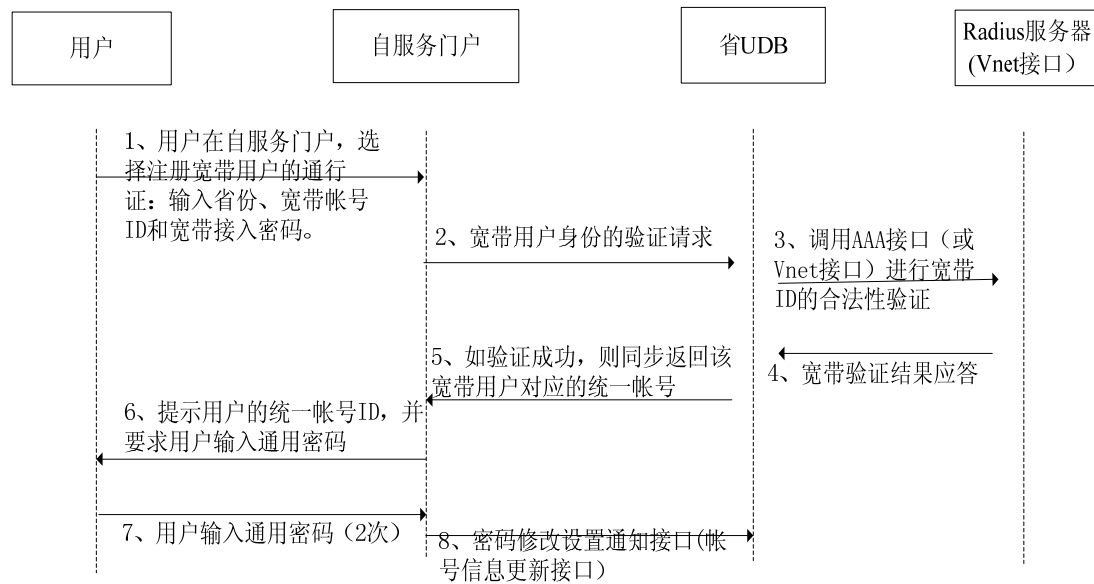 用户
自服务门户
省UDB
Radius服务器
(Vnet接口）
1、用户在自服务门户，选
择注册宽带用户的通行
证：输入省份、宽带帐号
ID和宽带接入密码。
2、宽带用户身份的验证请求
3、调用AAA接口（或
Vnet接口）进行宽带
ID的合法性验证
4、宽带验证结果应答
5、如验证成功，则同步返回该
宽带用户对应的统一帐号
6、提示用户的统一帐号ID，并
要求用户输入通用密码
7、用户输入通用密码（2次）
8、密码修改设置通知接口(帐
号信息更新接口）